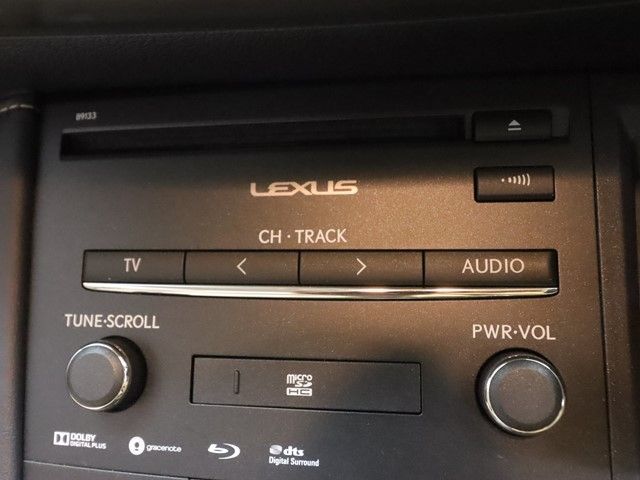 89133
LEXUS
CH·TRACK
TV < > AUDIO
TUNE·SCROLL
PWR·VOL
micro
SD
HC
DOLBY
DIGITAL PLUS
gracenote
dts
Digital Surround